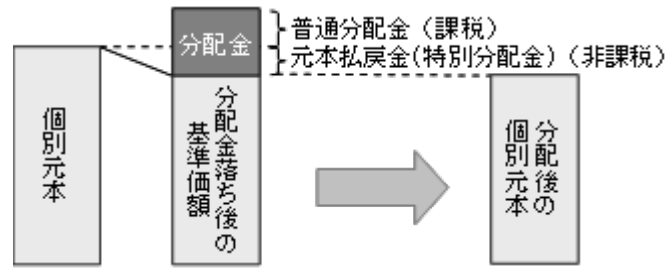 分配金
普通分配金（課税）
元本払戻金(特別分配金)（非課税）
個別元本
分配金落ち後の
基準価額
分配後の
個別元本